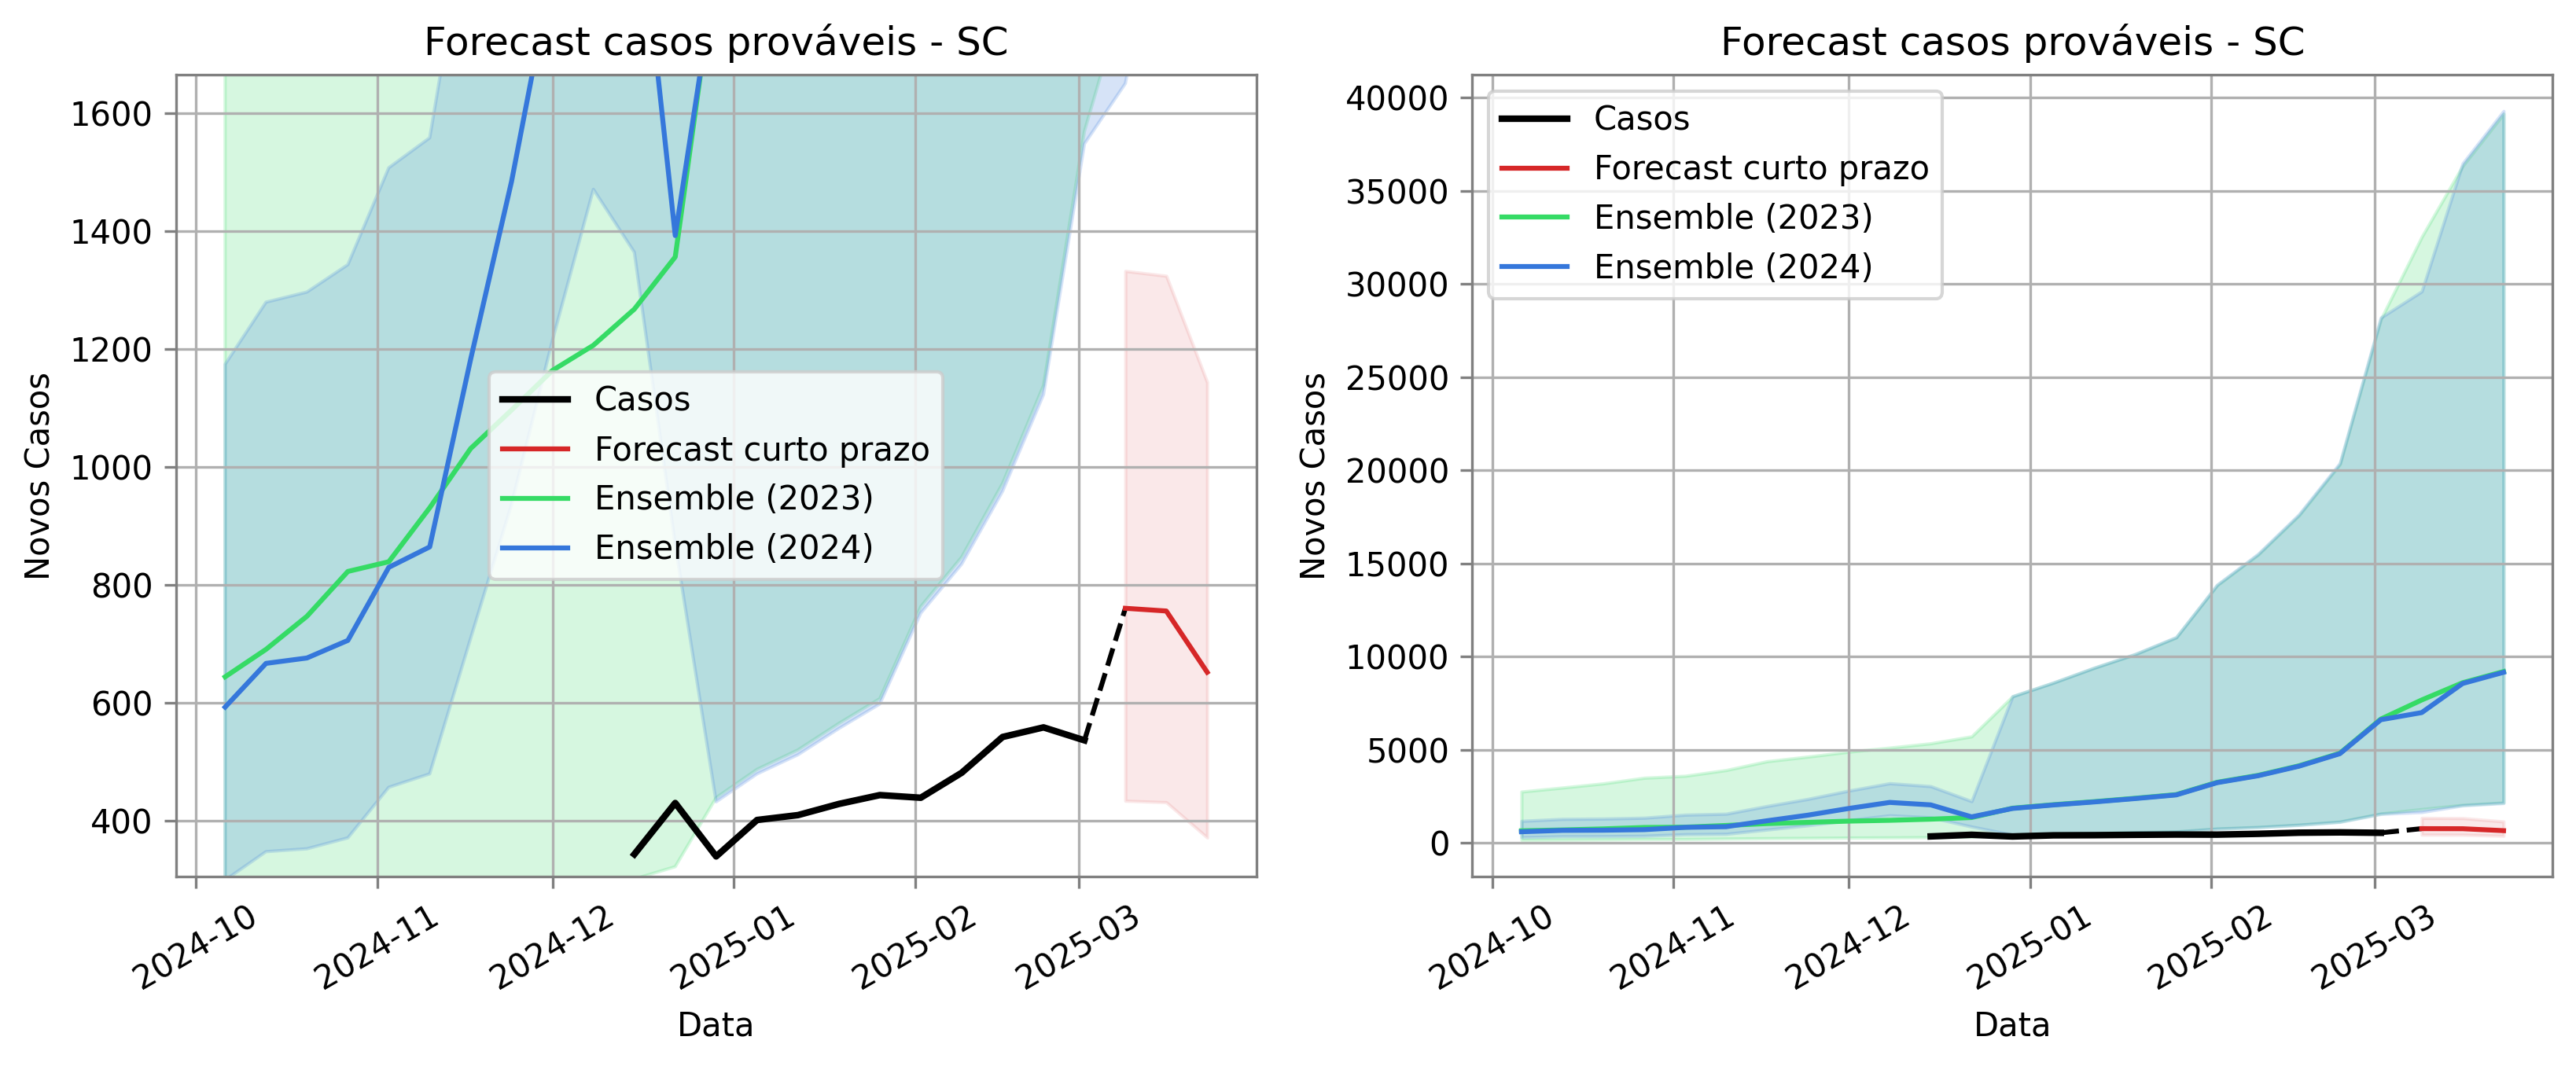 Forecast casos prováveis - SC
Novos Casos
1600
1400
1200
1000
800
600
400
Casos
Forecast curto prazo
Ensemble (2023)
Ensemble (2024)
2024-10
2024-11
2024-12
2025-01
2025-02
2025-03
Data
Forecast casos prováveis - SC
Novos Casos
40000
35000
30000
25000
20000
15000
10000
5000
0
Casos
Forecast curto prazo
Ensemble (2023)
Ensemble (2024)
2024-10
2024-11
2024-12
2025-01
2025-02
2025-03
Data